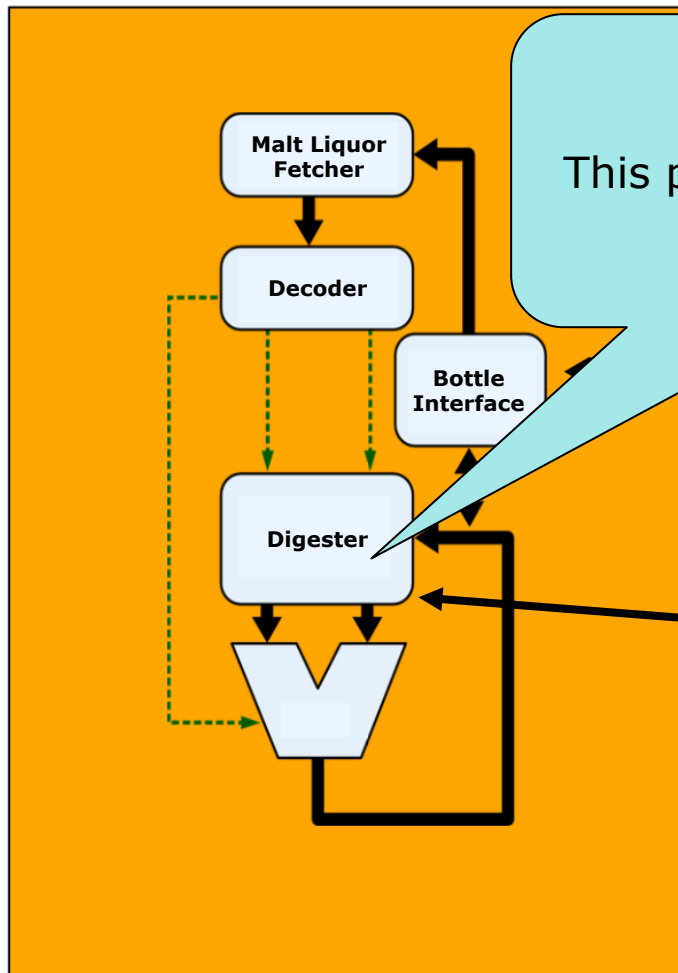 Malt Liquor
Fetcher
This p
Decoder
Bottle
Interface
Digester